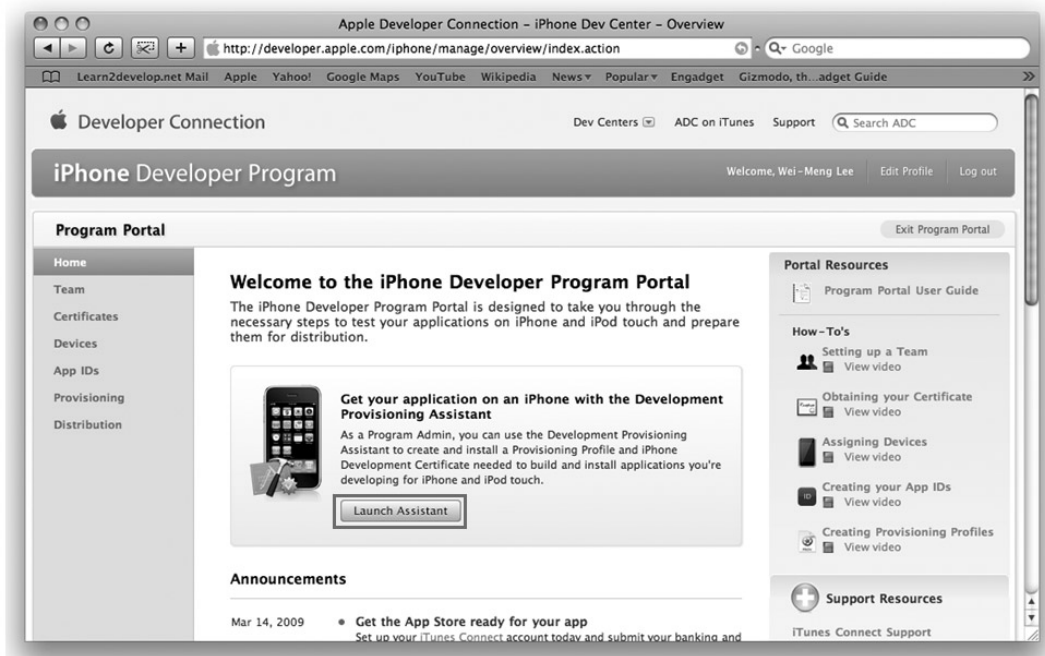 Apple Developer Connection – iPhone Dev Center – Overview
http://developer.apple.com/iphone/manage/overview/index.action
Google
Learn2develop.net Mail Apple Yahoo! Google Maps YouTube Wikipedia News Popular Engadget Gizmodo, th...adget Guide
Developer Connection
Dev Centers ADC on iTunes Support Search ADC
iPhone Developer Program
Welcome, Wei-Meng Lee Edit Profile Log out
Program Portal
Exit Program Portal
Home
Team
Certificates
Devices
App IDs
Provisioning
Distribution
Welcome to the iPhone Developer Program Portal
The iPhone Developer Program Portal is designed to take you through the
necessary steps to test your applications on iPhone and iPod touch and prepare
them for distribution.
Get your application on an iPhone with the Development
Provisioning Assistant
As a Program Admin, you can use the Development Provisioning
Assistant to create and install a Provisioning Profile and iPhone
Development Certificate needed to build and install applications you're
developing for iPhone and iPod touch.
Launch Assistant
Announcements
Mar 14, 2009 • Get the App Store ready for your app
Set up your iTunes Connect account today and submit your banking and
Portal Resources
Program Portal User Guide
How-To's
Setting up a Team
View video
Obtaining your Certificate
View video
Assigning Devices
View video
Creating your App IDs
View video
Creating Provisioning Profiles
View video
Support Resources
iTunes Connect Support